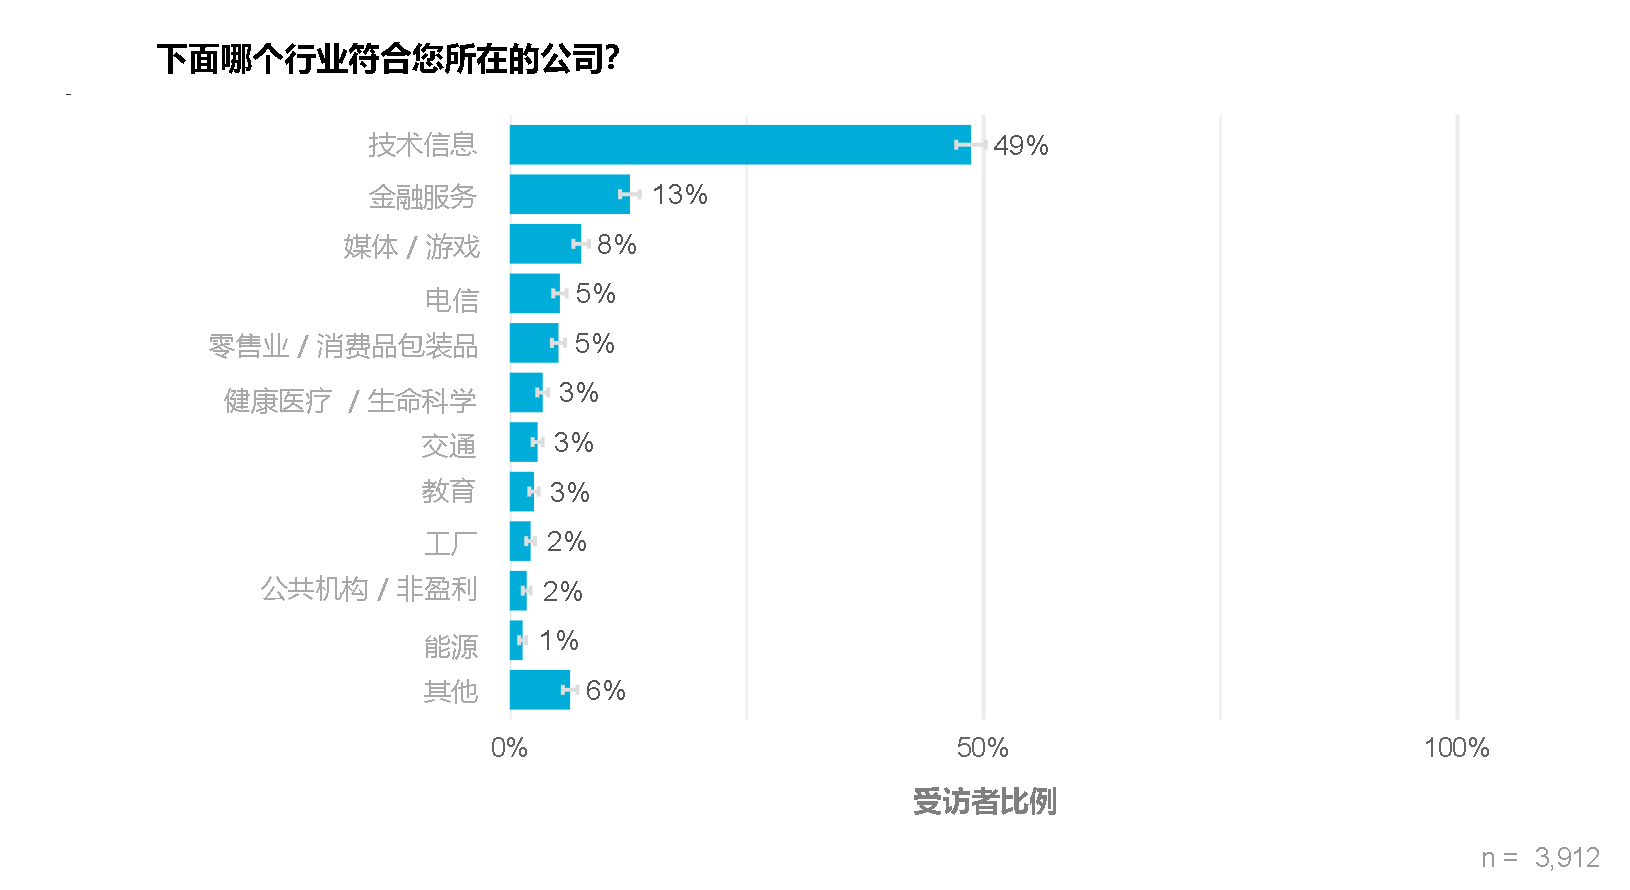 下面哪个行业符合您所在的公司?
技术信息 49%
金融服务 13%
媒体 / 游戏 8%
电信 5%
零售业 / 消费品包装品 5%
健康医疗 / 生命科学 3%
交通 3%
教育 3%
工厂 2%
公共机构 / 非盈利 2%
能源 1%
其他 6%
0% 50% 100%
受访者比例
n = 3,912